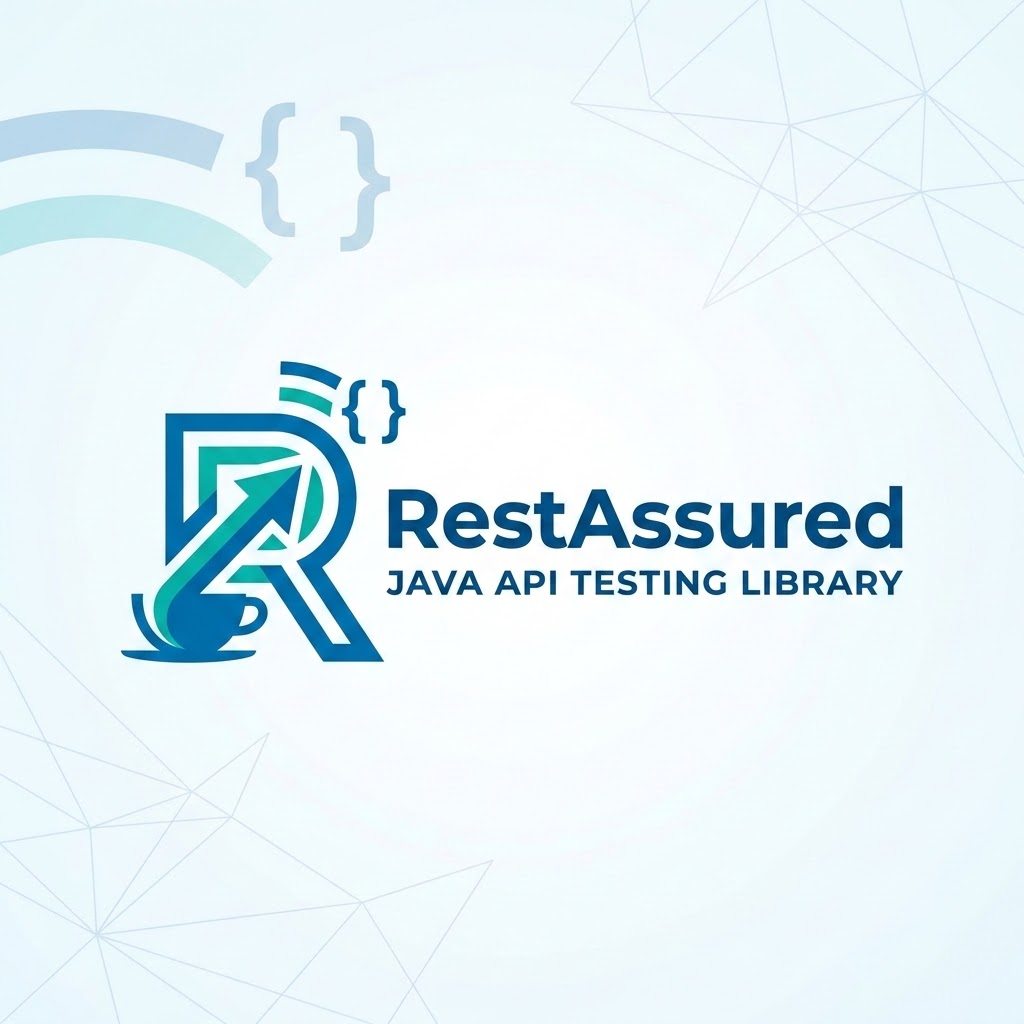 { }
{ }
R
RestAssured
JAVA API TESTING LIBRARY